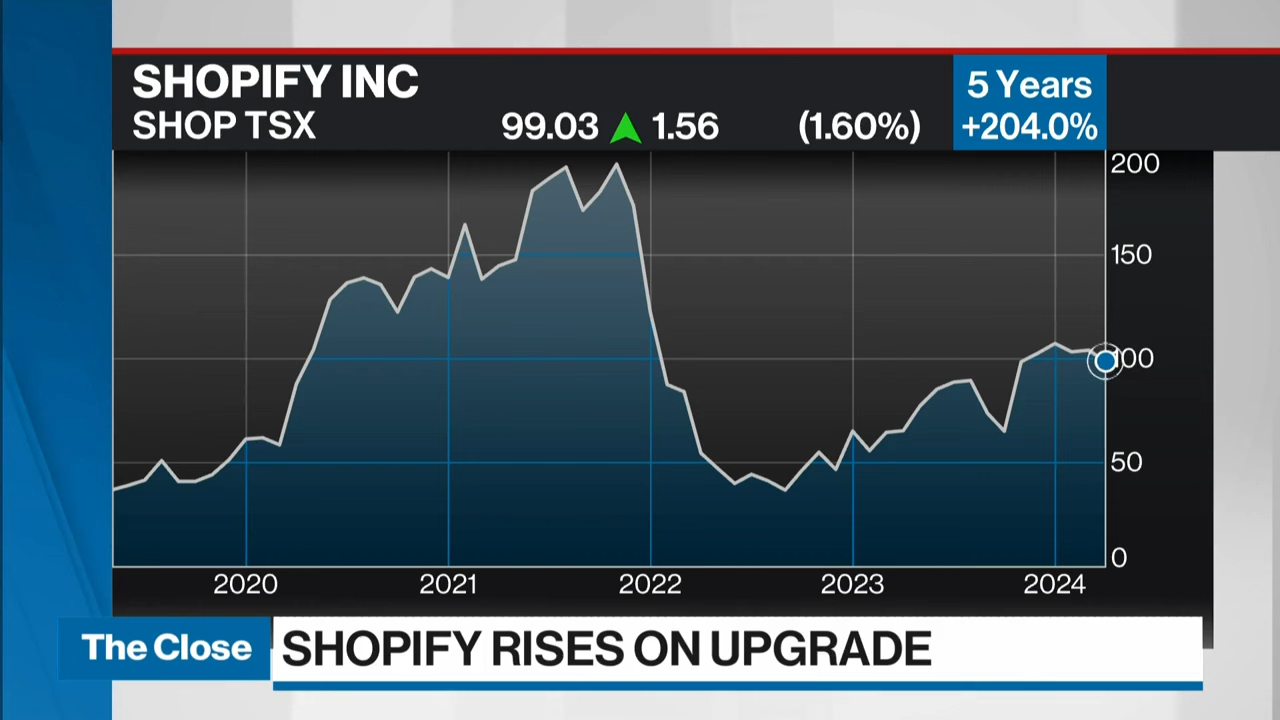 SHOPIFY INC
SHOP TSX 99.03 ▲ 1.56 (1.60%)
5 Years
+204.0%
200
150
100
50
0
2020 2021 2022 2023 2024
The Close
SHOPIFY RISES ON UPGRADE